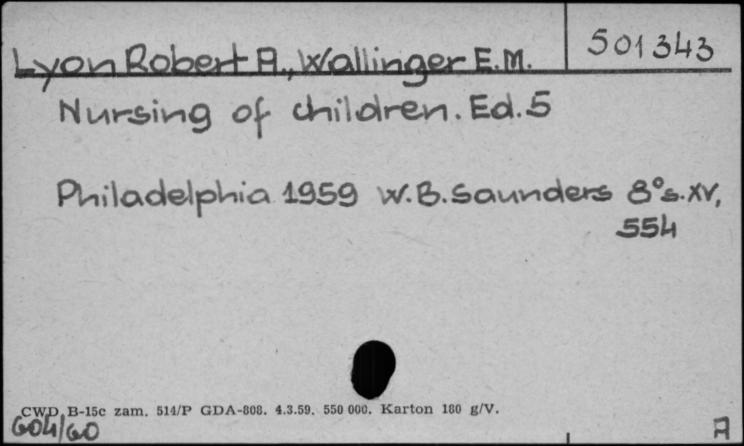 Lyon Robert A., Wallinger E.M.
501343
Nursing of children. Ed. 5
Philadelphia 1959 W.B. Saunders 8° s. XV,
554
CWD B-15c zam. 514/P GDA-808. 4.3.59. 550 000. Karton 180 g/V.
604/60
A